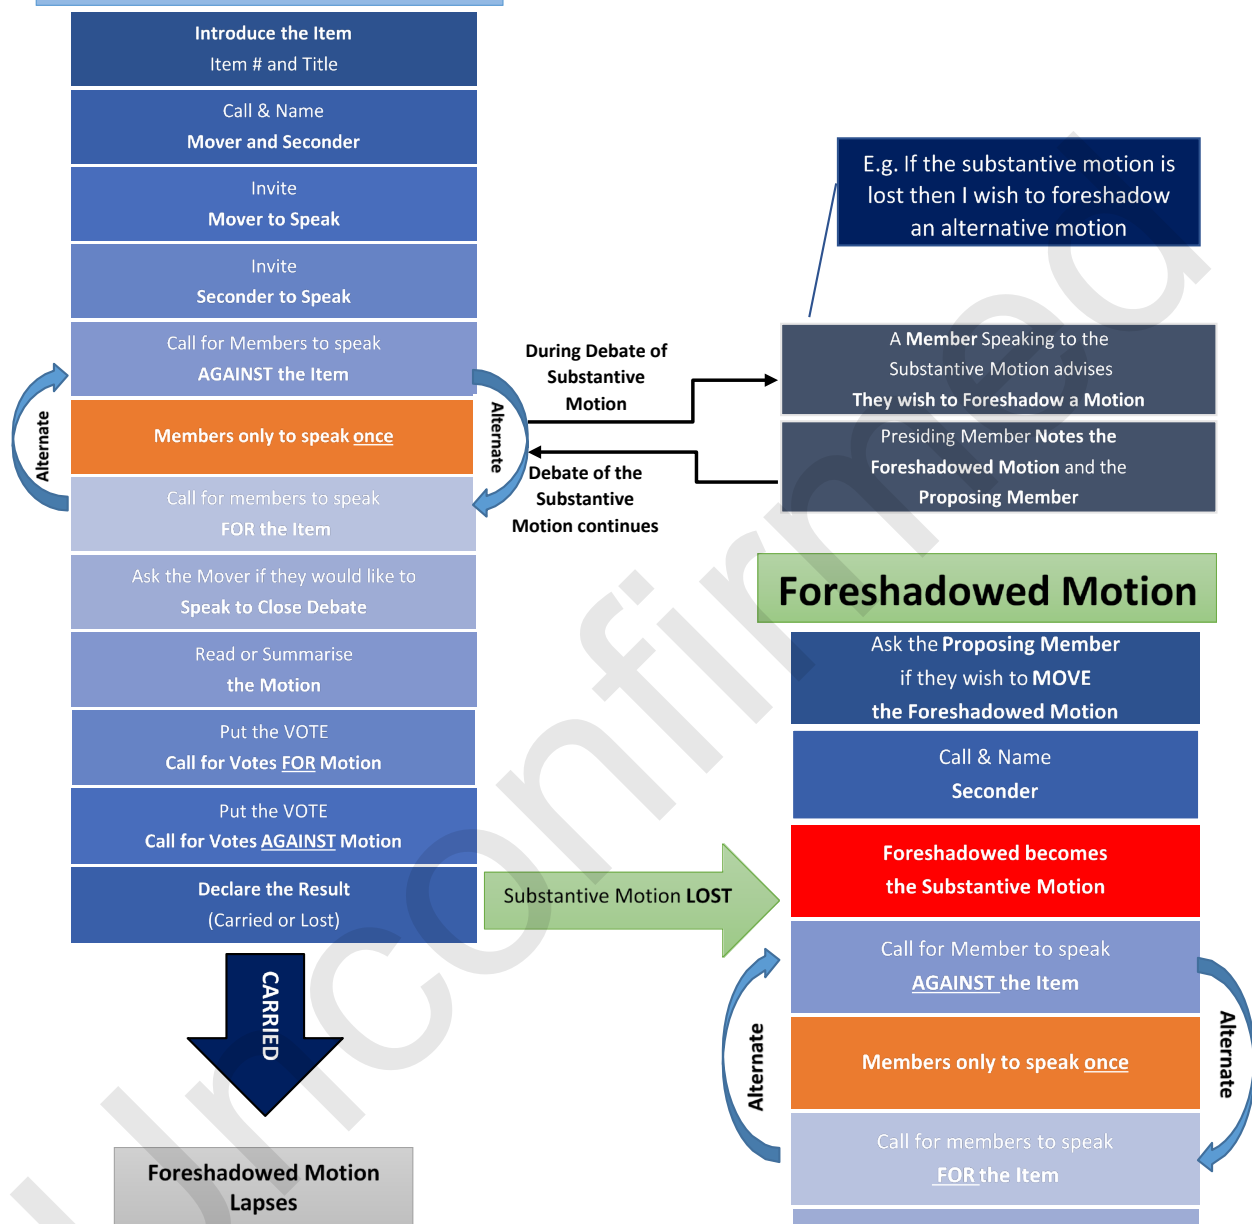 Introduce the Item
Item # and Title
Call & Name
Mover and Seconder
Invite
Mover to Speak
Invite
Seconder to Speak
Call for Members to speak
AGAINST the Item
Alternate
Members only to speak once
Alternate
Call for members to speak
FOR the Item
Ask the Mover if they would like to
Speak to Close Debate
Read or Summarise
the Motion
Put the VOTE
Call for Votes FOR Motion
Put the VOTE
Call for Votes AGAINST Motion
Declare the Result
(Carried or Lost)
CARRIED
Foreshadowed Motion
Lapses
During Debate of
Substantive
Motion
Debate of the
Substantive
Motion continues
E.g. If the substantive motion is
lost then I wish to foreshadow
an alternative motion
A Member Speaking to the
Substantive Motion advises
They wish to Foreshadow a Motion
Presiding Member Notes the
Foreshadowed Motion and the
Proposing Member
Substantive Motion LOST
Foreshadowed Motion
Ask the Proposing Member
if they wish to MOVE
the Foreshadowed Motion
Call & Name
Seconder
Foreshadowed becomes
the Substantive Motion
Call for Member to speak
AGAINST the Item
Alternate
Members only to speak once
Alternate
Call for members to speak
FOR the Item
Unconfirmed